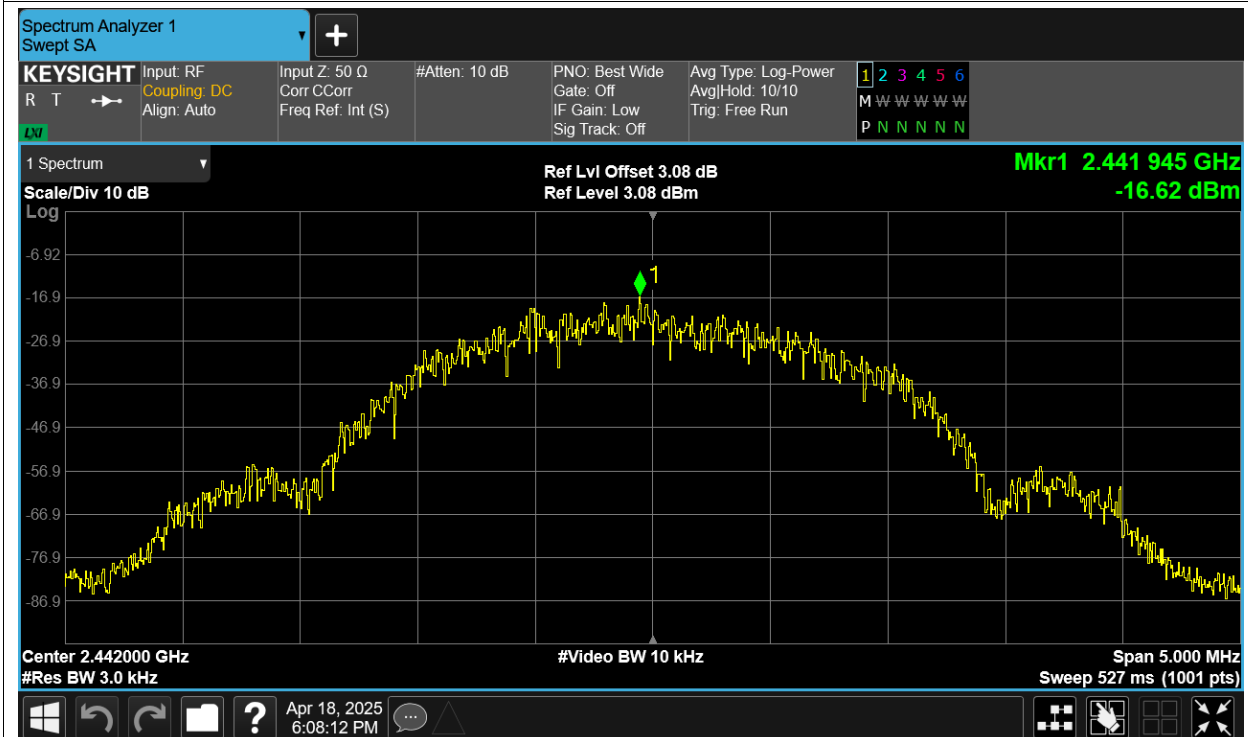 Spectrum Analyzer 1
Swept SA
+
KEYSIGHT
R T
LXI
Input: RF
Coupling: DC
Align: Auto
Input Z: 50 Ω
Corr CCorr
Freq Ref: Int (S)
#Atten: 10 dB
PNO: Best Wide
Gate: Off
IF Gain: Low
Sig Track: Off
Avg Type: Log-Power
Avg|Hold: 10/10
Trig: Free Run
1 2 3 4 5 6
M W W W W W
P N N N N N
1 Spectrum
Scale/Div 10 dB
Log
Ref Lvl Offset 3.08 dB
Ref Level 3.08 dBm
Mkr1 2.441 945 GHz
-16.62 dBm
1
-6.92
-16.9
-26.9
-36.9
-46.9
-56.9
-66.9
-76.9
-86.9
Center 2.442000 GHz
#Res BW 3.0 kHz
#Video BW 10 kHz
Span 5.000 MHz
Sweep 527 ms (1001 pts)
?
Apr 18, 2025
6:08:12 PM